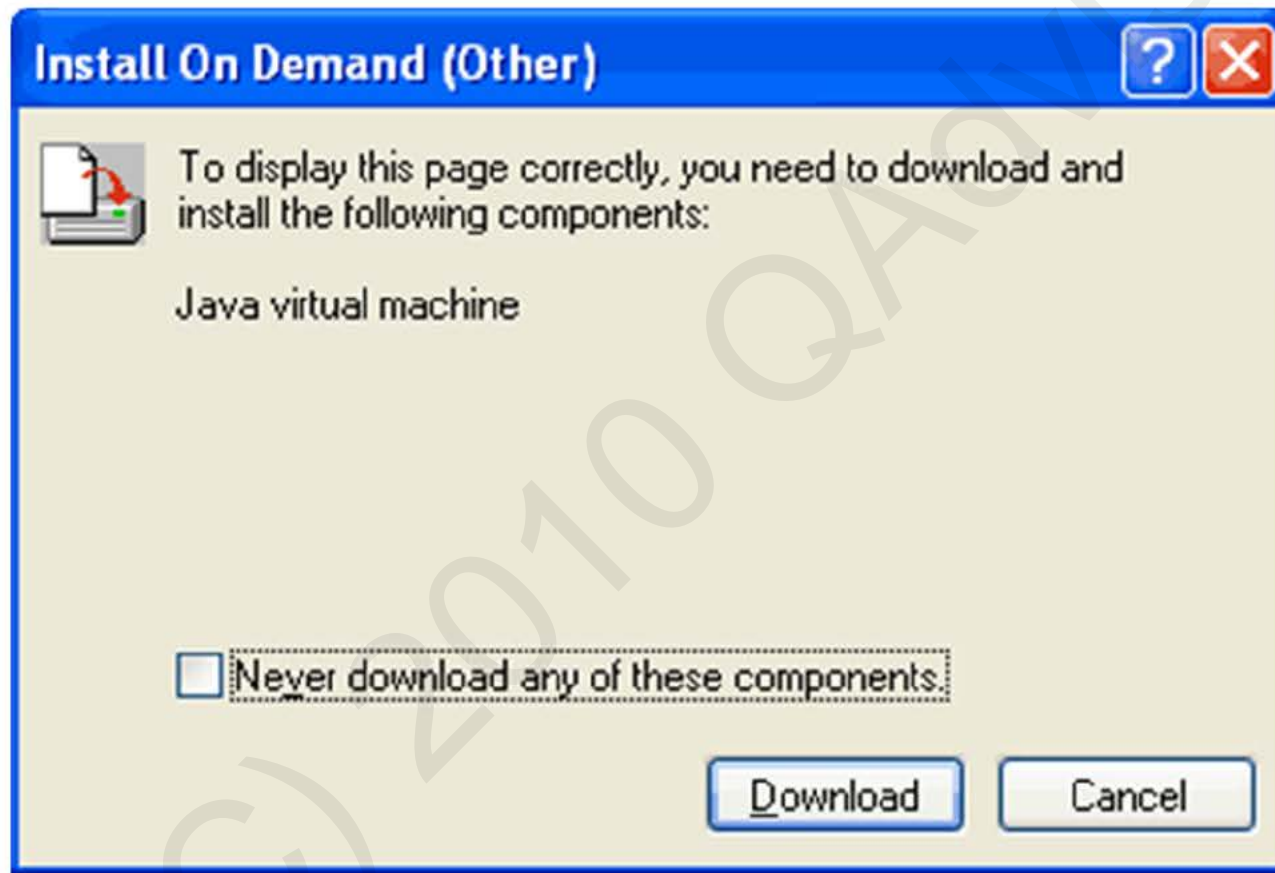 Install On Demand (Other)
To display this page correctly, you need to download and
install the following components:
Java virtual machine
Never download any of these components.
Download
Cancel
(C) 2010 QAdv